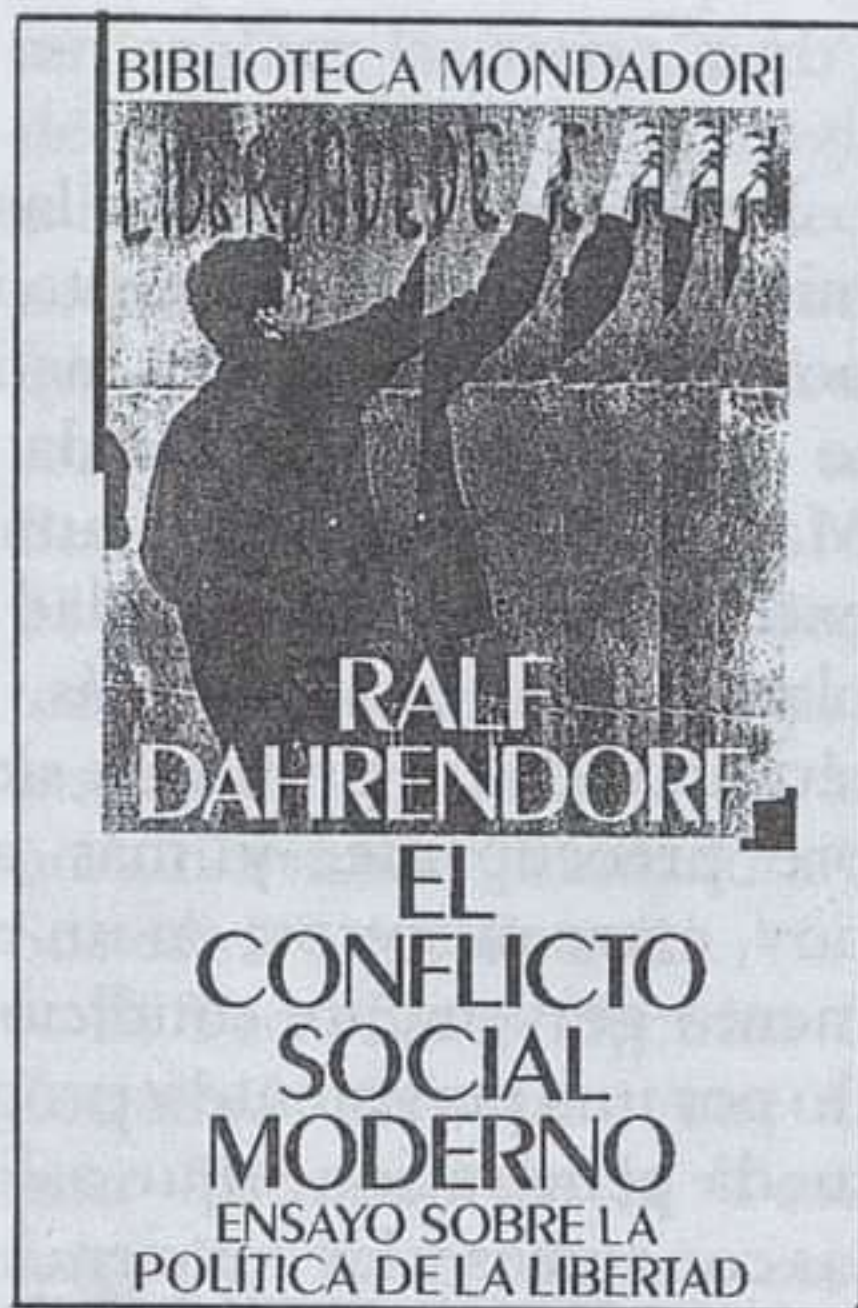 BIBLIOTECA MONDADORI
RALF
DAHRENDORF
EL
CONFLICTO
SOCIAL
MODERNO
ENSAYO SOBRE LA
POLÍTICA DE LA LIBERTAD